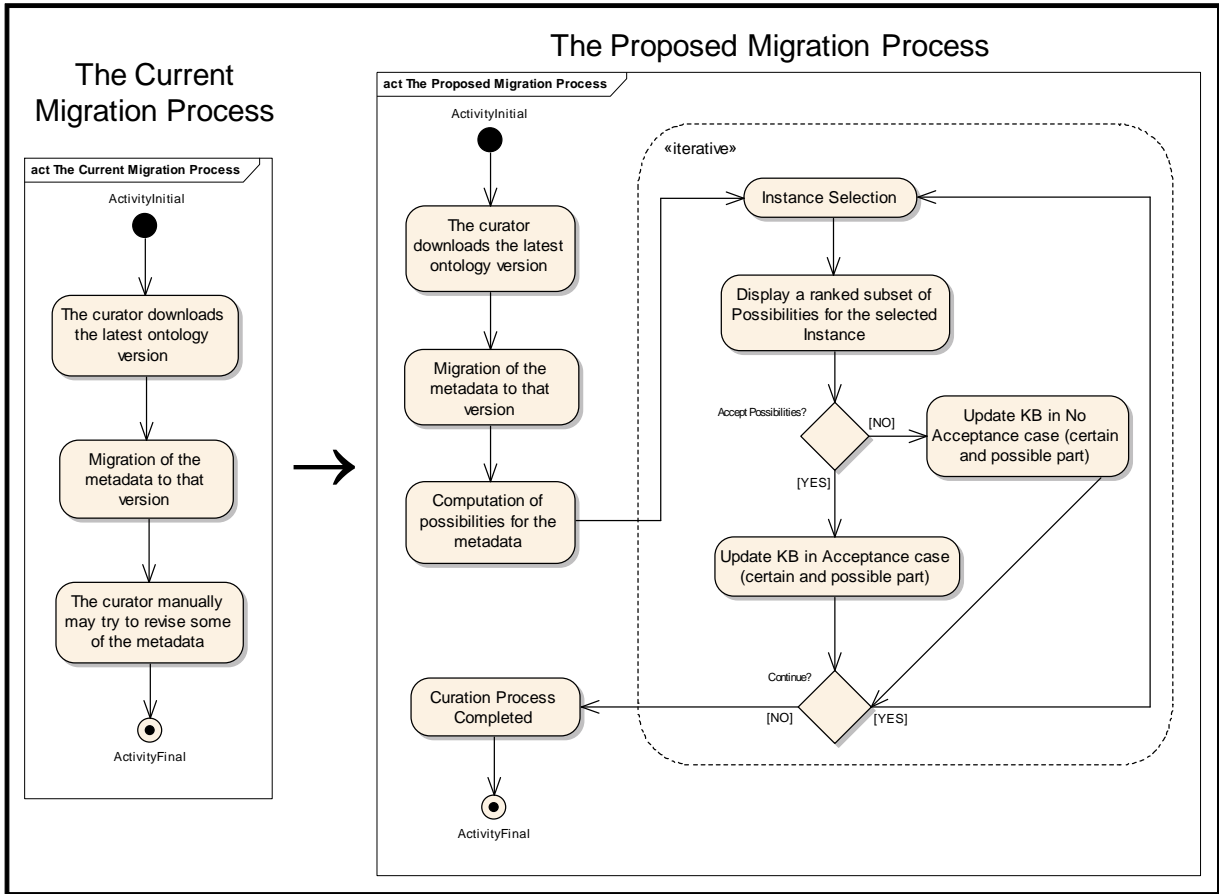 The Current
Migration Process
act The Current Migration Process
ActivityInitial
The curator downloads
the latest ontology
version
Migration of the
metadata to that
version
The curator manually
may try to revise some
of the metadata
ActivityFinal
The Proposed Migration Process
act The Proposed Migration Process
ActivityInitial
The curator
downloads the latest
ontology version
Migration of the
metadata to that
version
Computation of
possibilities for the
metadata
«iterative»
Instance Selection
Display a ranked subset of
Possibilities for the selected
Instance
Accept Possibilities?
[NO]
Update KB in No
Acceptance case (certain
and possible part)
[YES]
Update KB in Acceptance case
(certain and possible part)
Continue?
[NO]
[YES]
Curation Process
Completed
ActivityFinal